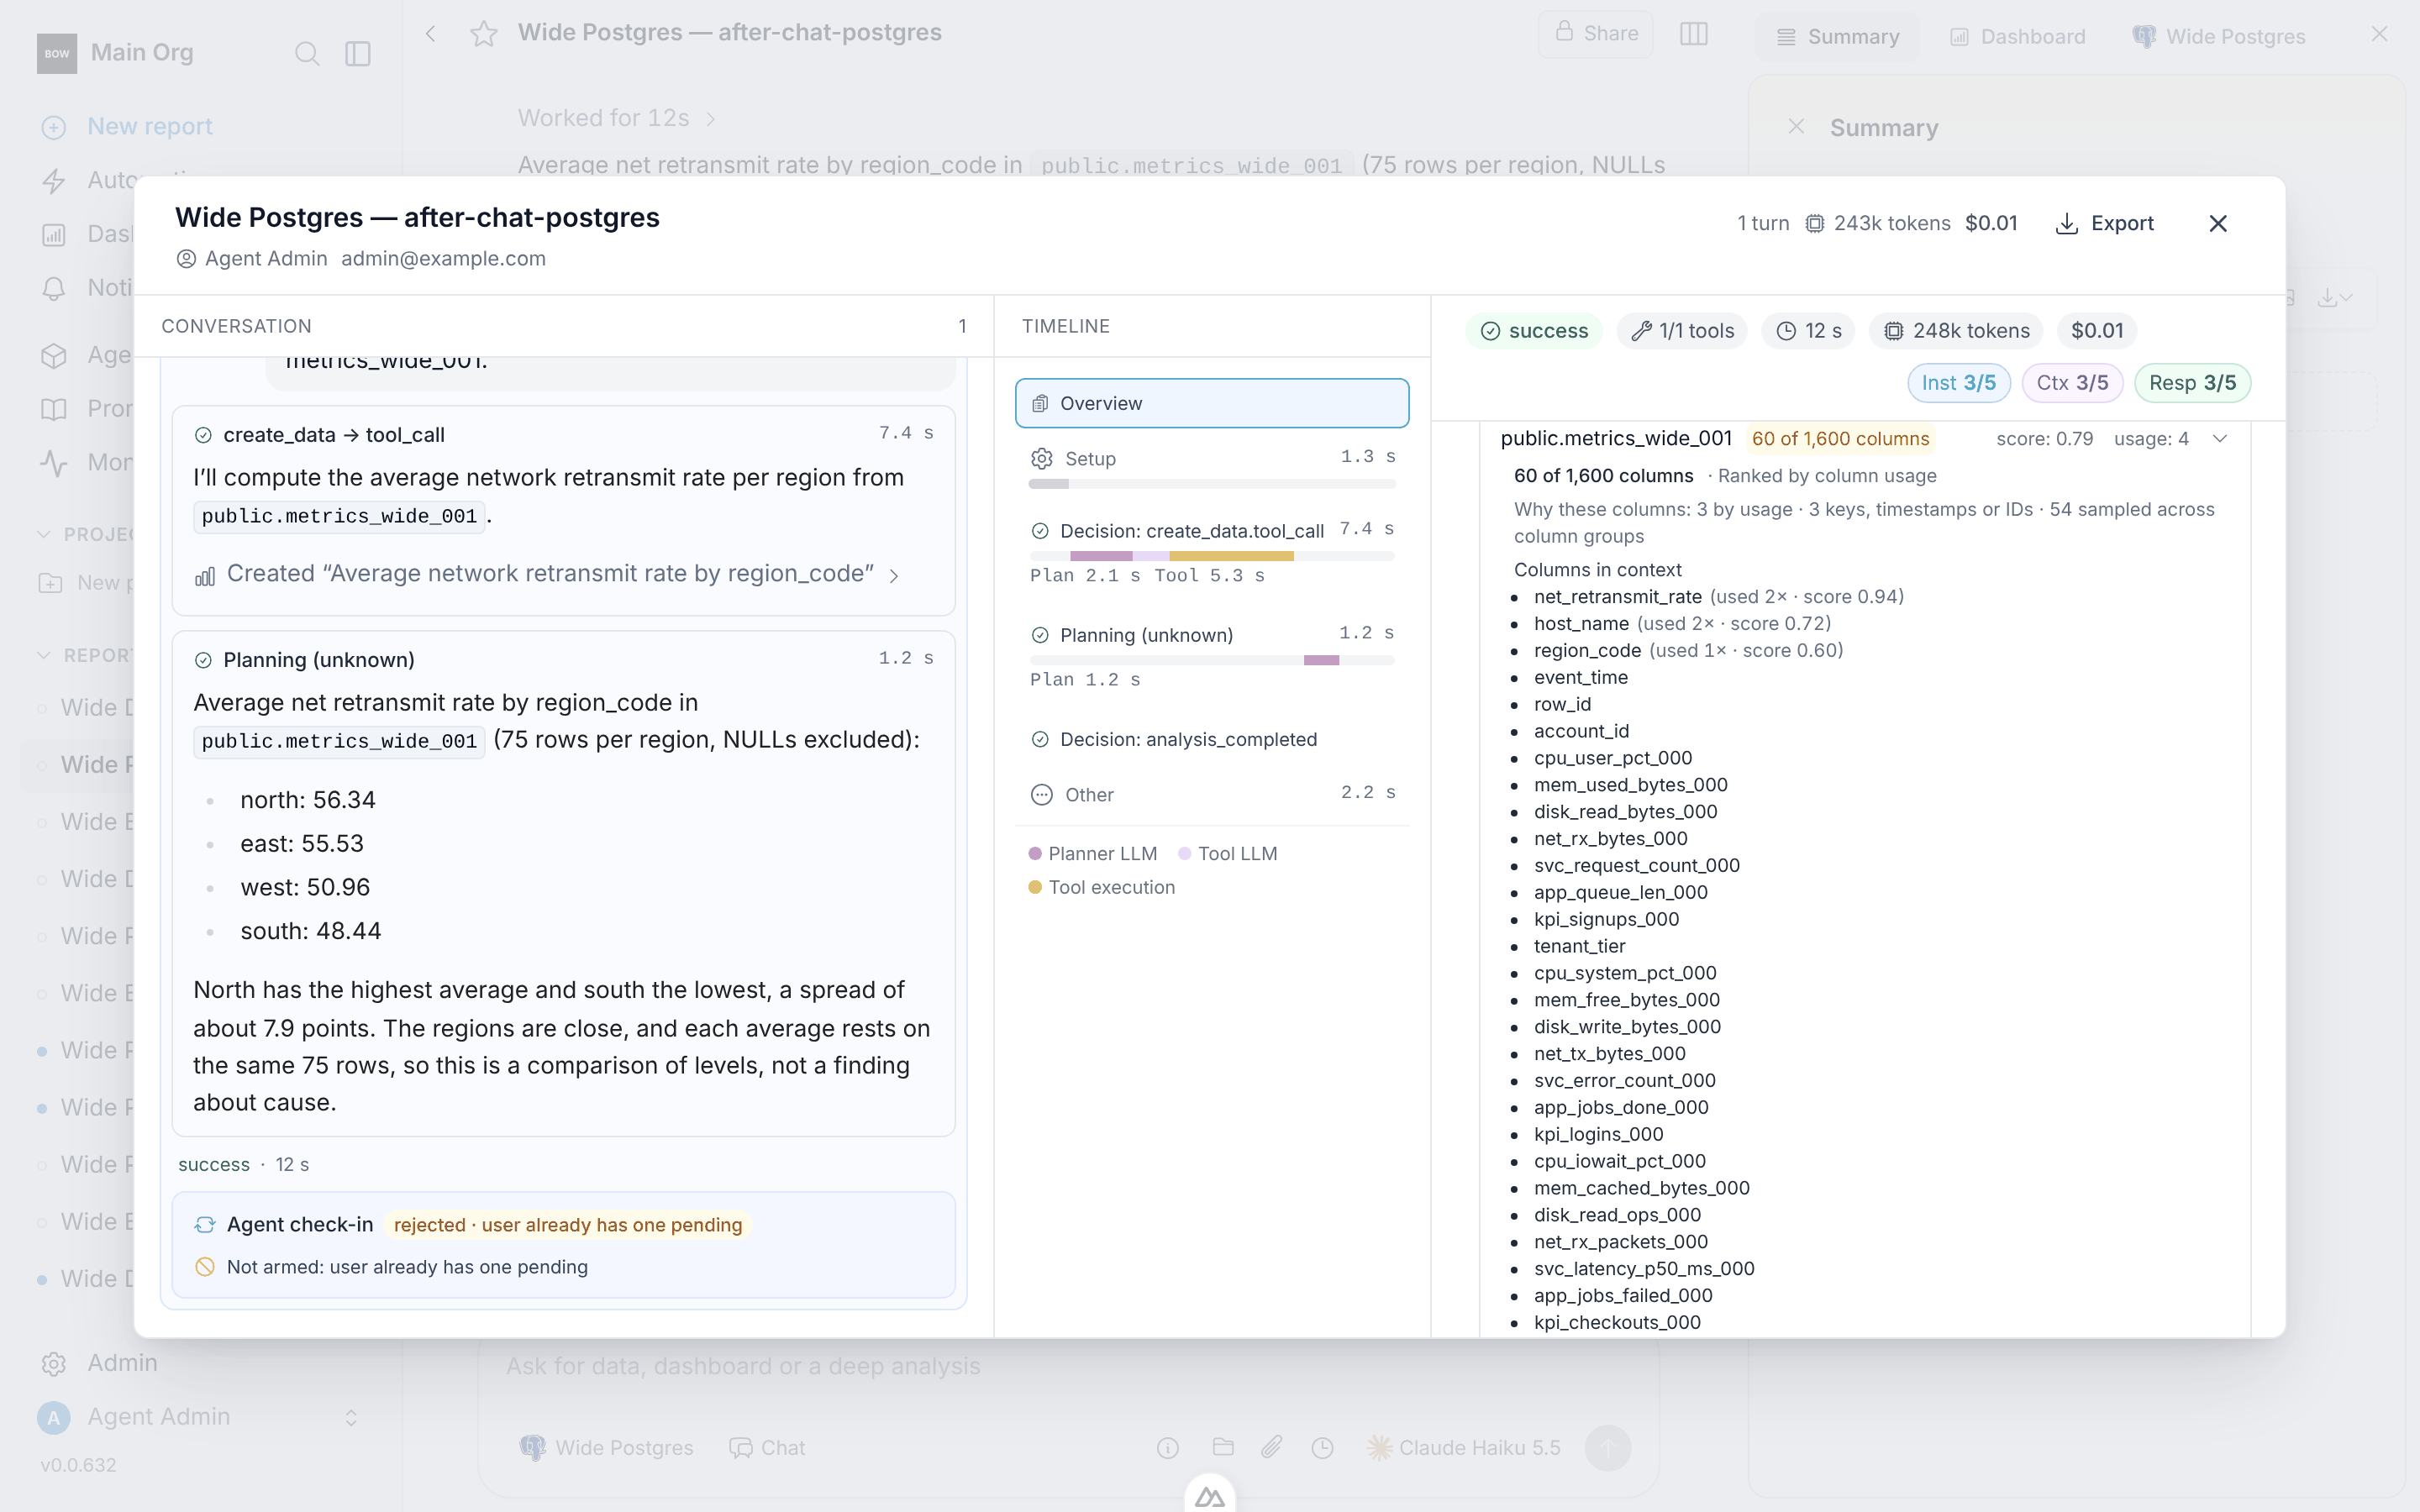 BOW
Main Org
New report
Auto
Das
Noti
Age
Pror
Mon
PROJE
New p
REPORT
Wide D
Wide P
Wide E
Wide D
Wide F
Wide E
Wide F
Wide F
Wide F
Wide E
Wide D
Admin
A
Agent Admin
v0.0.632
Wide Postgres — after-chat-postgres
Share
Summary
Dashboard
Wide Postgres
Worked for 12s
Average net retransmit rate by region_code in public.metrics_wide_001 (75 rows per region, NULLs
Summary
Wide Postgres — after-chat-postgres
Agent Admin admin@example.com
1 turn 243k tokens $0.01 Export
CONVERSATION 1
metrics_wide_001.
create_data → tool_call 7.4 s
I’ll compute the average network retransmit rate per region from
public.metrics_wide_001.
Created “Average network retransmit rate by region_code”
Planning (unknown) 1.2 s
Average net retransmit rate by region_code in
public.metrics_wide_001 (75 rows per region, NULLs excluded):
north: 56.34
east: 55.53
west: 50.96
south: 48.44
North has the highest average and south the lowest, a spread of
about 7.9 points. The regions are close, and each average rests on
the same 75 rows, so this is a comparison of levels, not a finding
about cause.
success · 12 s
Agent check-in rejected · user already has one pending
Not armed: user already has one pending
TIMELINE
Overview
Setup 1.3 s
Decision: create_data.tool_call 7.4 s
Plan 2.1 s Tool 5.3 s
Planning (unknown) 1.2 s
Plan 1.2 s
Decision: analysis_completed
Other 2.2 s
Planner LLM Tool LLM
Tool execution
success 1/1 tools 12 s 248k tokens $0.01
Inst 3/5 Ctx 3/5 Resp 3/5
public.metrics_wide_001 60 of 1,600 columns score: 0.79 usage: 4
60 of 1,600 columns · Ranked by column usage
Why these columns: 3 by usage · 3 keys, timestamps or IDs · 54 sampled across
column groups
Columns in context
net_retransmit_rate (used 2× · score 0.94)
host_name (used 2× · score 0.72)
region_code (used 1× · score 0.60)
event_time
row_id
account_id
cpu_user_pct_000
mem_used_bytes_000
disk_read_bytes_000
net_rx_bytes_000
svc_request_count_000
app_queue_len_000
kpi_signups_000
tenant_tier
cpu_system_pct_000
mem_free_bytes_000
disk_write_bytes_000
net_tx_bytes_000
svc_error_count_000
app_jobs_done_000
kpi_logins_000
cpu_iowait_pct_000
mem_cached_bytes_000
disk_read_ops_000
net_rx_packets_000
svc_latency_p50_ms_000
app_jobs_failed_000
kpi_checkouts_000
Ask for data, dashboard or a deep analysis
Wide Postgres Chat Claude Haiku 5.5